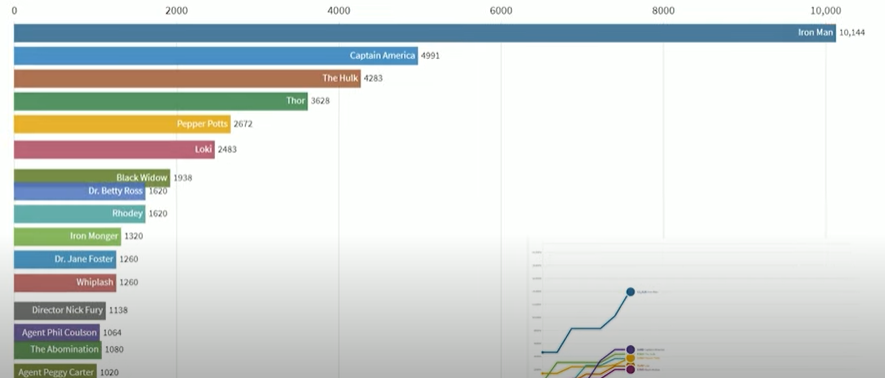 0 2000 4000 6000 8000 10,000
Iron Man 10,144
Captain America 4991
The Hulk 4283
Thor 3628
Pepper Potts 2672
Loki 2483
Black Widow 1938
Dr. Betty Ross 1620
Rhodey 1620
Iron Monger 1320
Dr. Jane Foster 1260
Whiplash 1260
Director Nick Fury 1138
Agent Phil Coulson 1064
The Abomination 1080
Agent Peggy Carter 1020